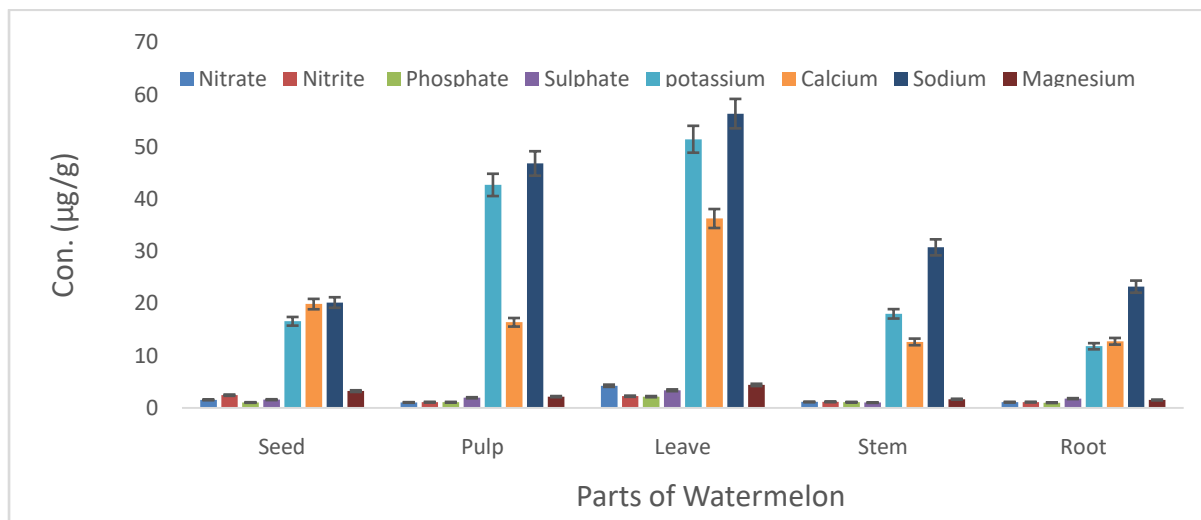 70
Nitrate Nitrite Phosphate Sulphate potassium Calcium Sodium Magnesium
60
50
40
30
20
10
0
Con. (µg/g)
Seed Pulp Leave Stem Root
Parts of Watermelon